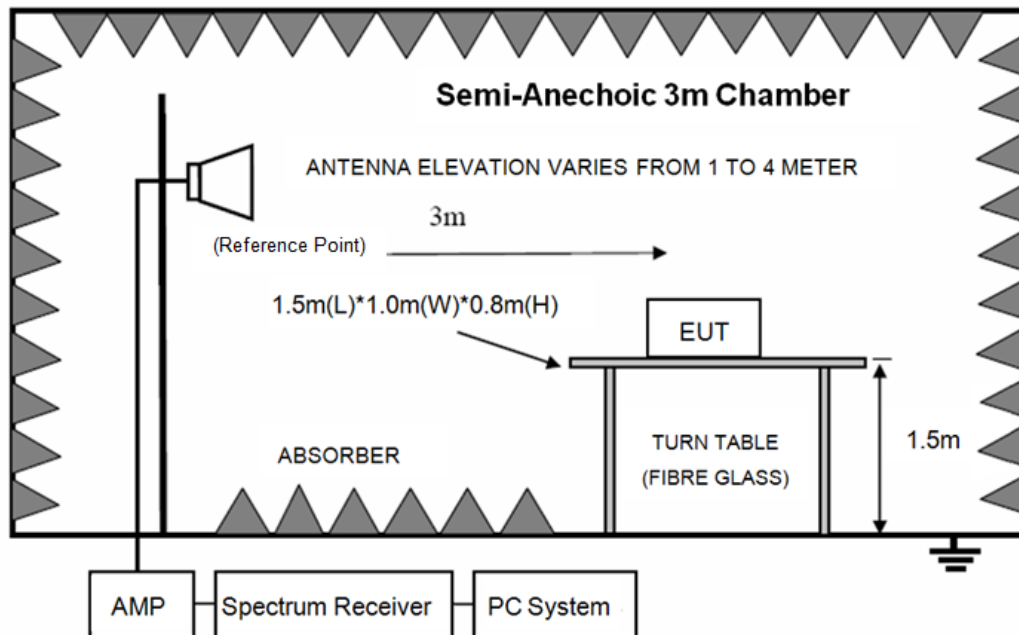 Semi-Anechoic 3m Chamber
ANTENNA ELEVATION VARIES FROM 1 TO 4 METER
3m
(Reference Point)
1.5m(L)*1.0m(W)*0.8m(H)
EUT
TURN TABLE
(FIBRE GLASS)
1.5m
ABSORBER
AMP
Spectrum Receiver
PC System